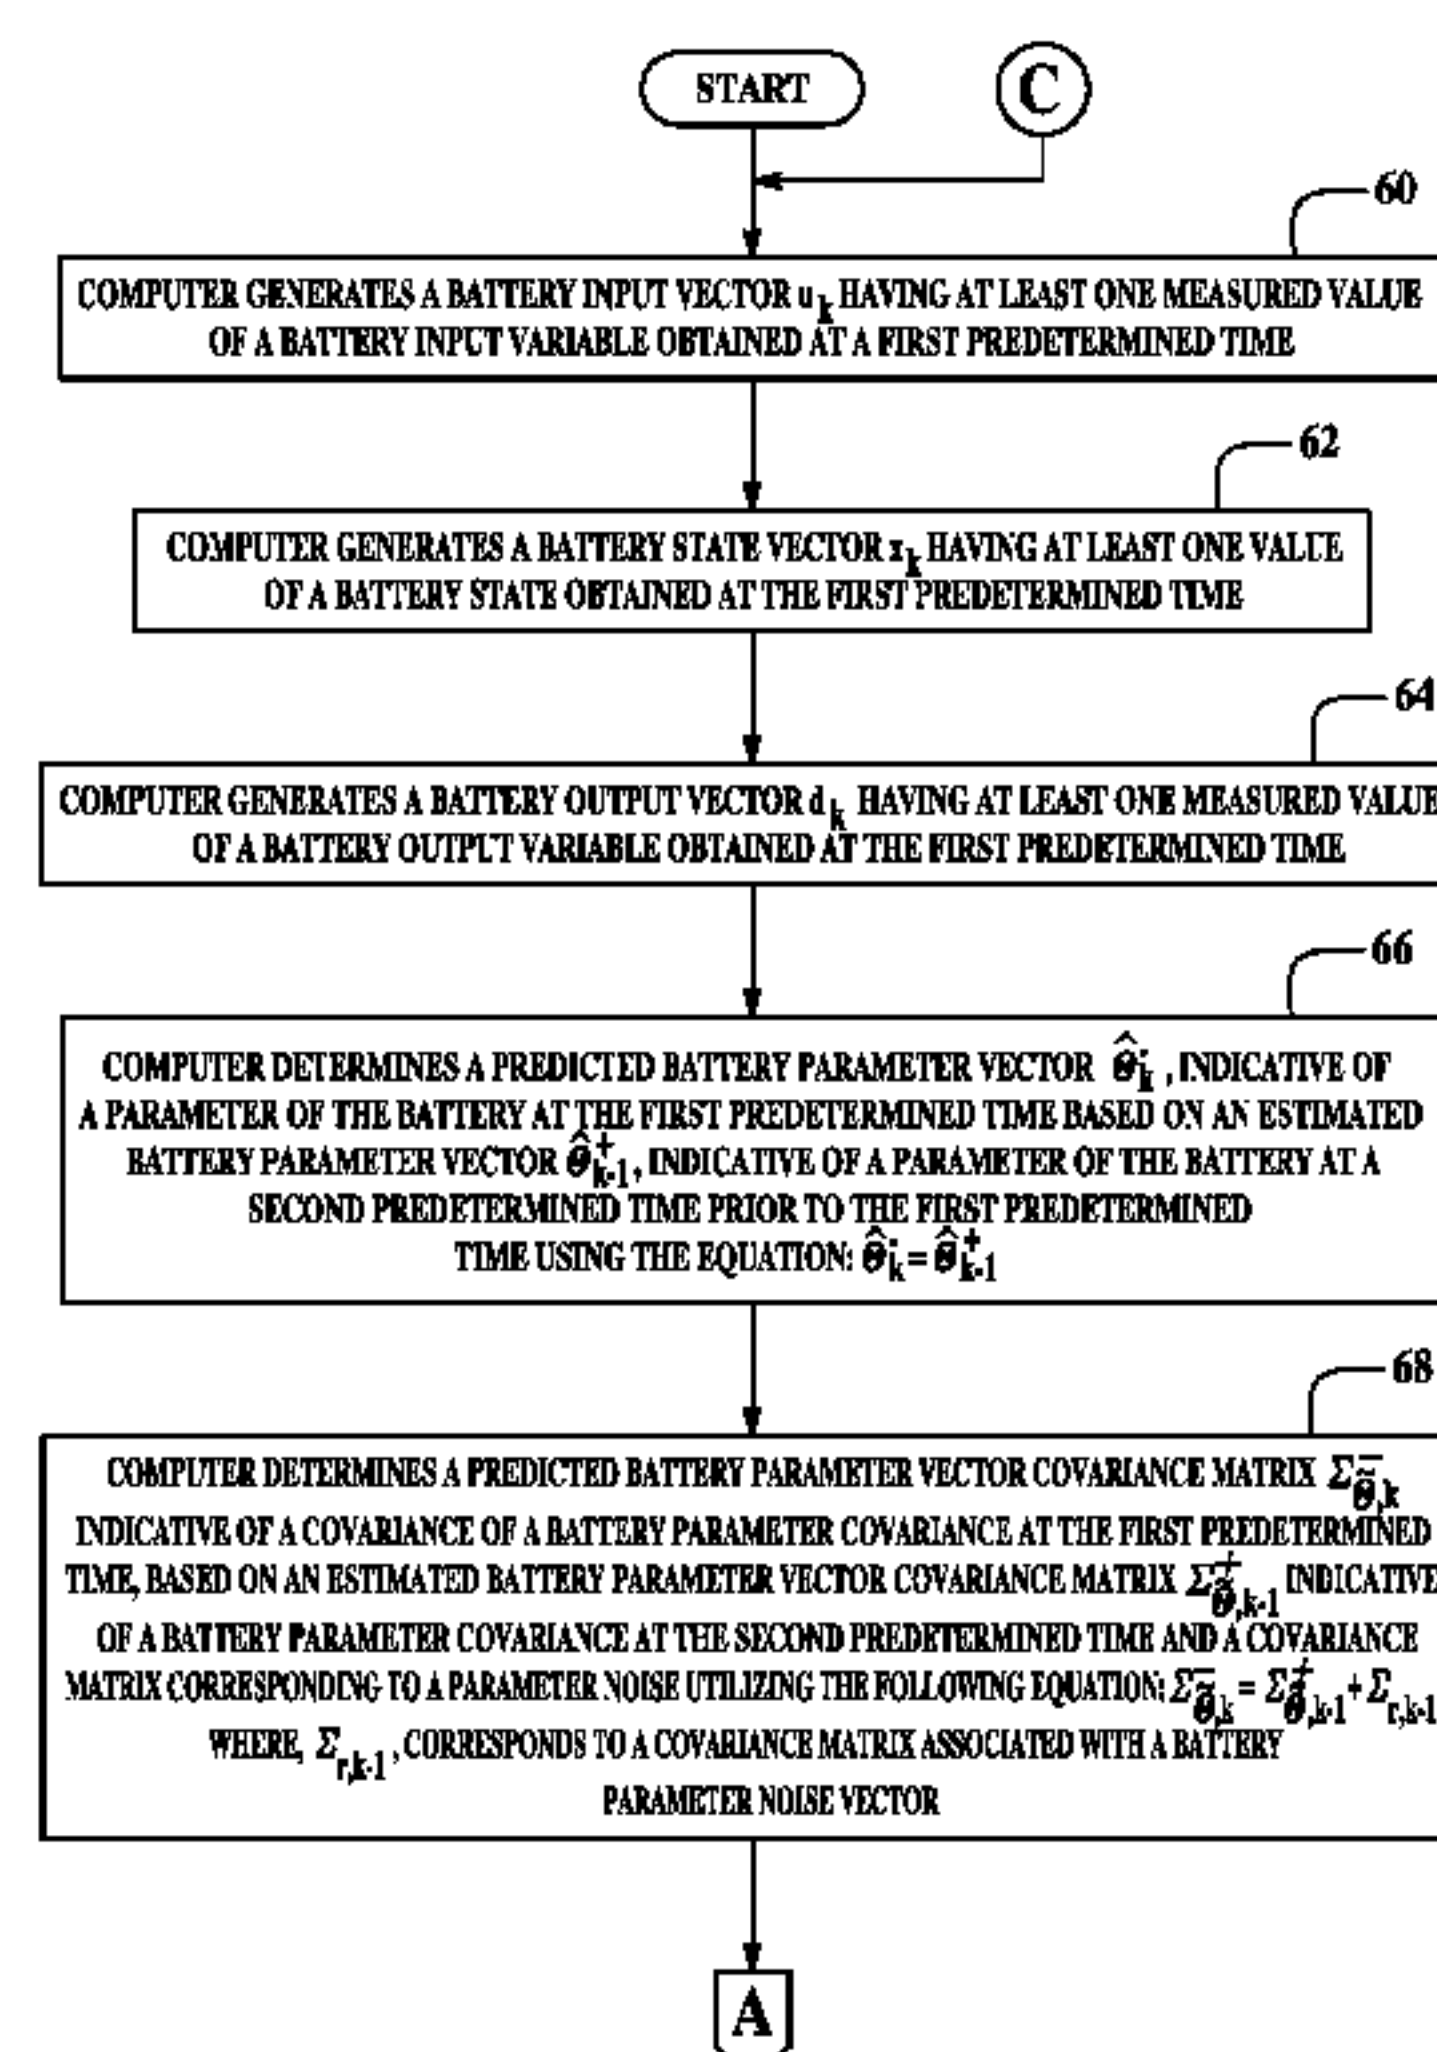 START
C
60
COMPUTER GENERATES A BATTERY INPUT VECTOR u_k HAVING AT LEAST ONE MEASURED VALUE
OF A BATTERY INPUT VARIABLE OBTAINED AT A FIRST PREDETERMINED TIME
62
COMPUTER GENERATES A BATTERY STATE VECTOR x_k HAVING AT LEAST ONE VALUE
OF A BATTERY STATE OBTAINED AT THE FIRST PREDETERMINED TIME
64
COMPUTER GENERATES A BATTERY OUTPUT VECTOR d_k HAVING AT LEAST ONE MEASURED VALUE
OF A BATTERY OUTPUT VARIABLE OBTAINED AT THE FIRST PREDETERMINED TIME
66
COMPUTER DETERMINES A PREDICTED BATTERY PARAMETER VECTOR Θ̂_k^-, INDICATIVE OF
A PARAMETER OF THE BATTERY AT THE FIRST PREDETERMINED TIME BASED ON AN ESTIMATED
BATTERY PARAMETER VECTOR Θ̂_k-1^+, INDICATIVE OF A PARAMETER OF THE BATTERY AT A
SECOND PREDETERMINED TIME PRIOR TO THE FIRST PREDETERMINED
TIME USING THE EQUATION: Θ̂_k^- = Θ̂_k-1^+
68
COMPUTER DETERMINES A PREDICTED BATTERY PARAMETER VECTOR COVARIANCE MATRIX Σ_Θ̃,k^-
INDICATIVE OF A COVARIANCE OF A BATTERY PARAMETER COVARIANCE AT THE FIRST PREDETERMINED
TIME, BASED ON AN ESTIMATED BATTERY PARAMETER VECTOR COVARIANCE MATRIX Σ_Θ̃,k-1^+ INDICATIVE
OF A BATTERY PARAMETER COVARIANCE AT THE SECOND PREDETERMINED TIME AND A COVARIANCE
MATRIX CORRESPONDING TO A PARAMETER NOISE UTILIZING THE FOLLOWING EQUATION: Σ_Θ̃,k^- = Σ_Θ̃,k-1^+ + Σ_r,k-1
WHERE, Σ_r,k-1, CORRESPONDS TO A COVARIANCE MATRIX ASSOCIATED WITH A BATTERY
PARAMETER NOISE VECTOR
A